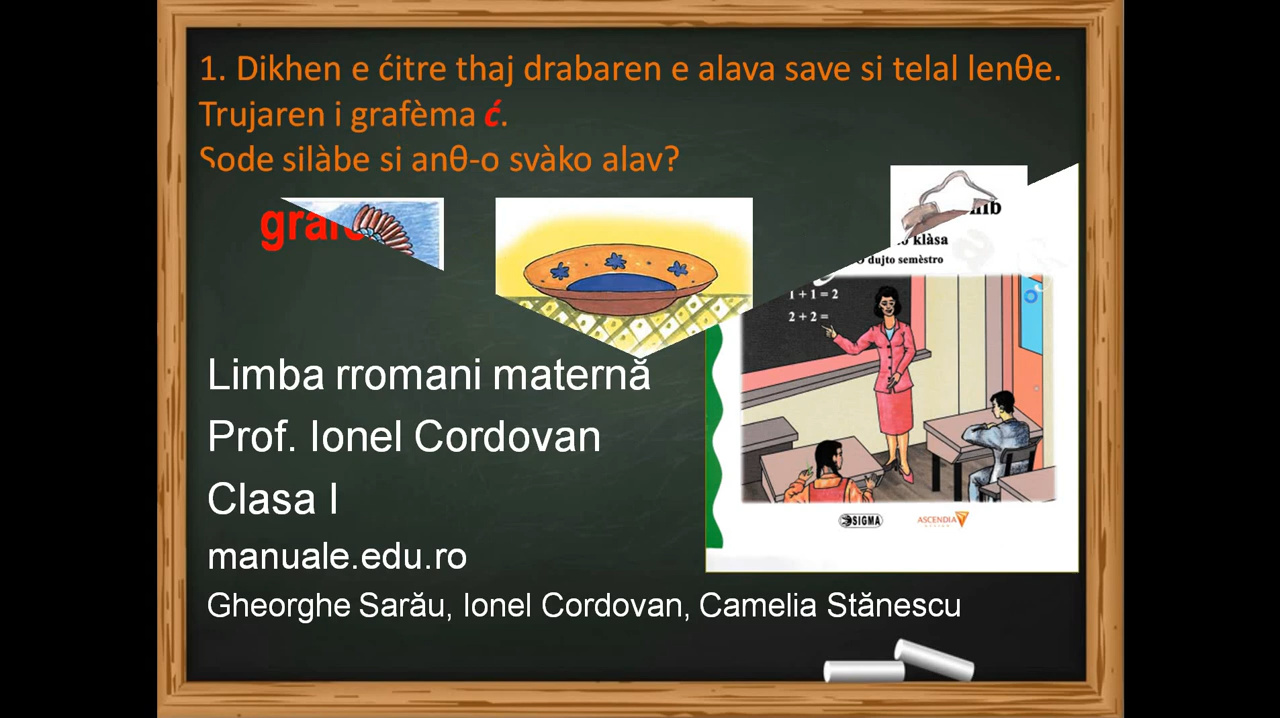 1. Dikhen e ćitre thaj drabaren e alava save si telal lenθe.
Trujaren i grafèma ć.
Sode silàbe si anθ-o svàko alav?
klàsa
dujto semèstro
1 + 1 = 2
2 + 2 =
Limba rromani maternă
Prof. Ionel Cordovan
Clasa I
manuale.edu.ro
SIGMA
ASCENDIA
Gheorghe Sarău, Ionel Cordovan, Camelia Stănescu